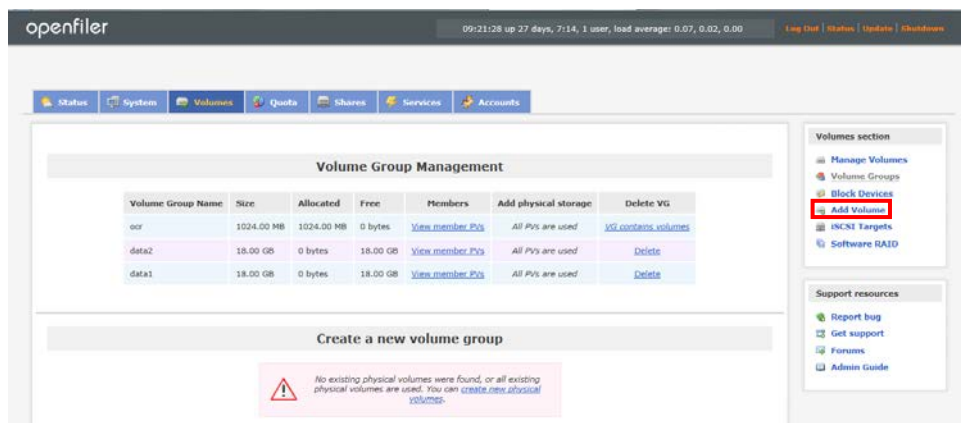 openfiler
09:21:28 up 27 days, 7:14, 1 user, load average: 0.07, 0.02, 0.00
Log Out | Status | Update | Shutdown
Status System Volumes Quota Shares Services Accounts
Volume Group Management
Volume Group Name Size Allocated Free Members Add physical storage Delete VG
ocr 1024.00 MB 1024.00 MB 0 bytes View member PVs All PVs are used VG contains volumes
data2 18.00 GB 0 bytes 18.00 GB View member PVs All PVs are used Delete
data1 18.00 GB 0 bytes 18.00 GB View member PVs All PVs are used Delete
Create a new volume group
No existing physical volumes were found, or all existing
physical volumes are used. You can create new physical
volumes.
Volumes section
Manage Volumes
Volume Groups
Block Devices
Add Volume
iSCSI Targets
Software RAID
Support resources
Report bug
Get support
Forums
Admin Guide